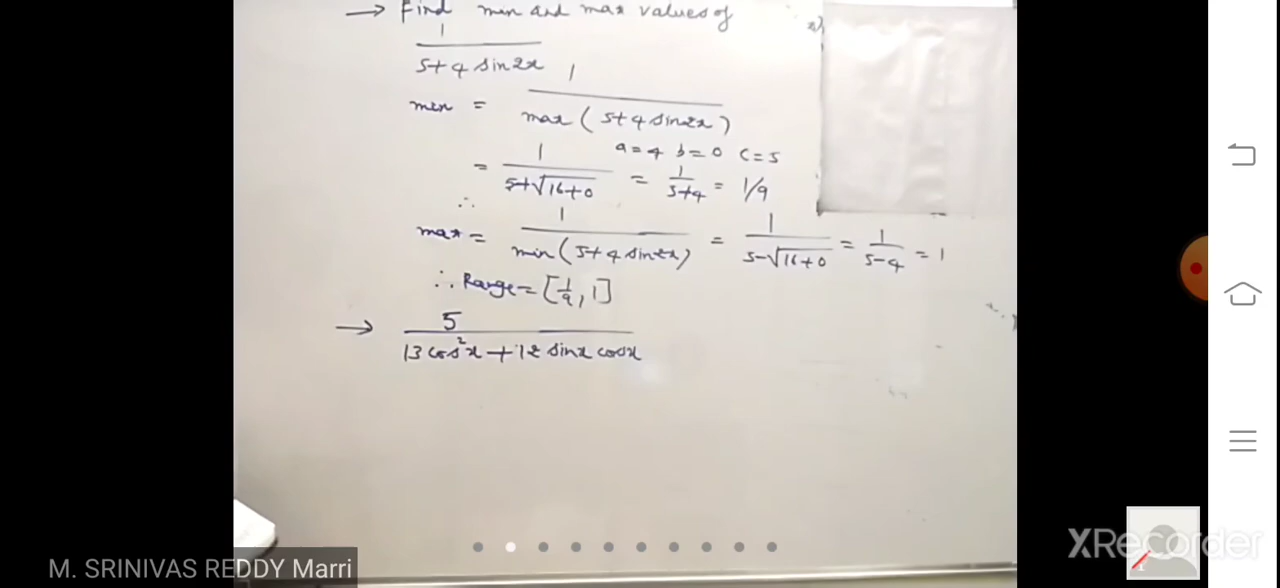 → Find min and max values of
1 / 5+4 sin2x
min = 1 / max (5+4 sin2x)
= 1 / 5+√16+0 a=4 b=0 c=5 = 1 / 5+4 = 1/9
∴
max = 1 / min (5+4 sin2x) = 1 / 5-√16+0 = 1 / 5-4 = 1
∴ Range = [1/9, 1]
→ 5 / 13 cos²x + 12 sinx cosx
M. SRINIVAS REDDY Marri
XRecorder